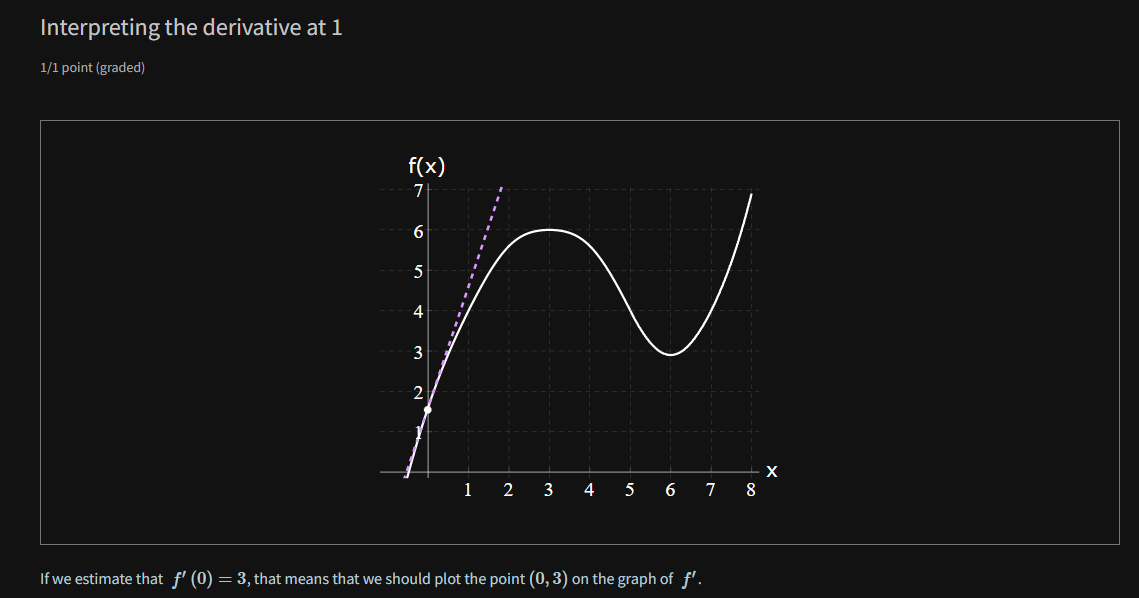 Interpreting the derivative at 1
1/1 point (graded)
f(x)
7
6
5
4
3
2
1
x
1 2 3 4 5 6 7 8
If we estimate that f′ (0) = 3, that means that we should plot the point (0, 3) on the graph of f′.